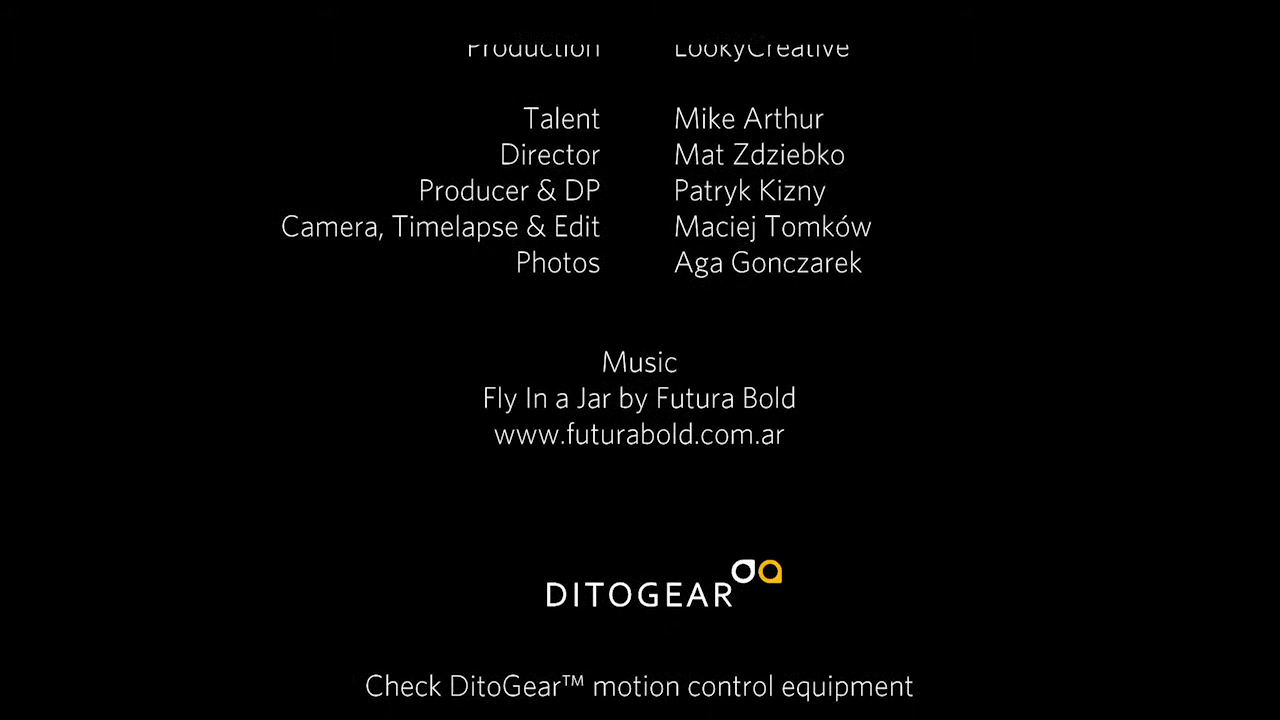 Production LookyCreative
Talent Mike Arthur
Director Mat Zdziebko
Producer & DP Patryk Kizny
Camera, Timelapse & Edit Maciej Tomków
Photos Aga Gonczarek
Music
Fly In a Jar by Futura Bold
www.futurabold.com.ar
DITOGEAR
Check DitoGear™ motion control equipment